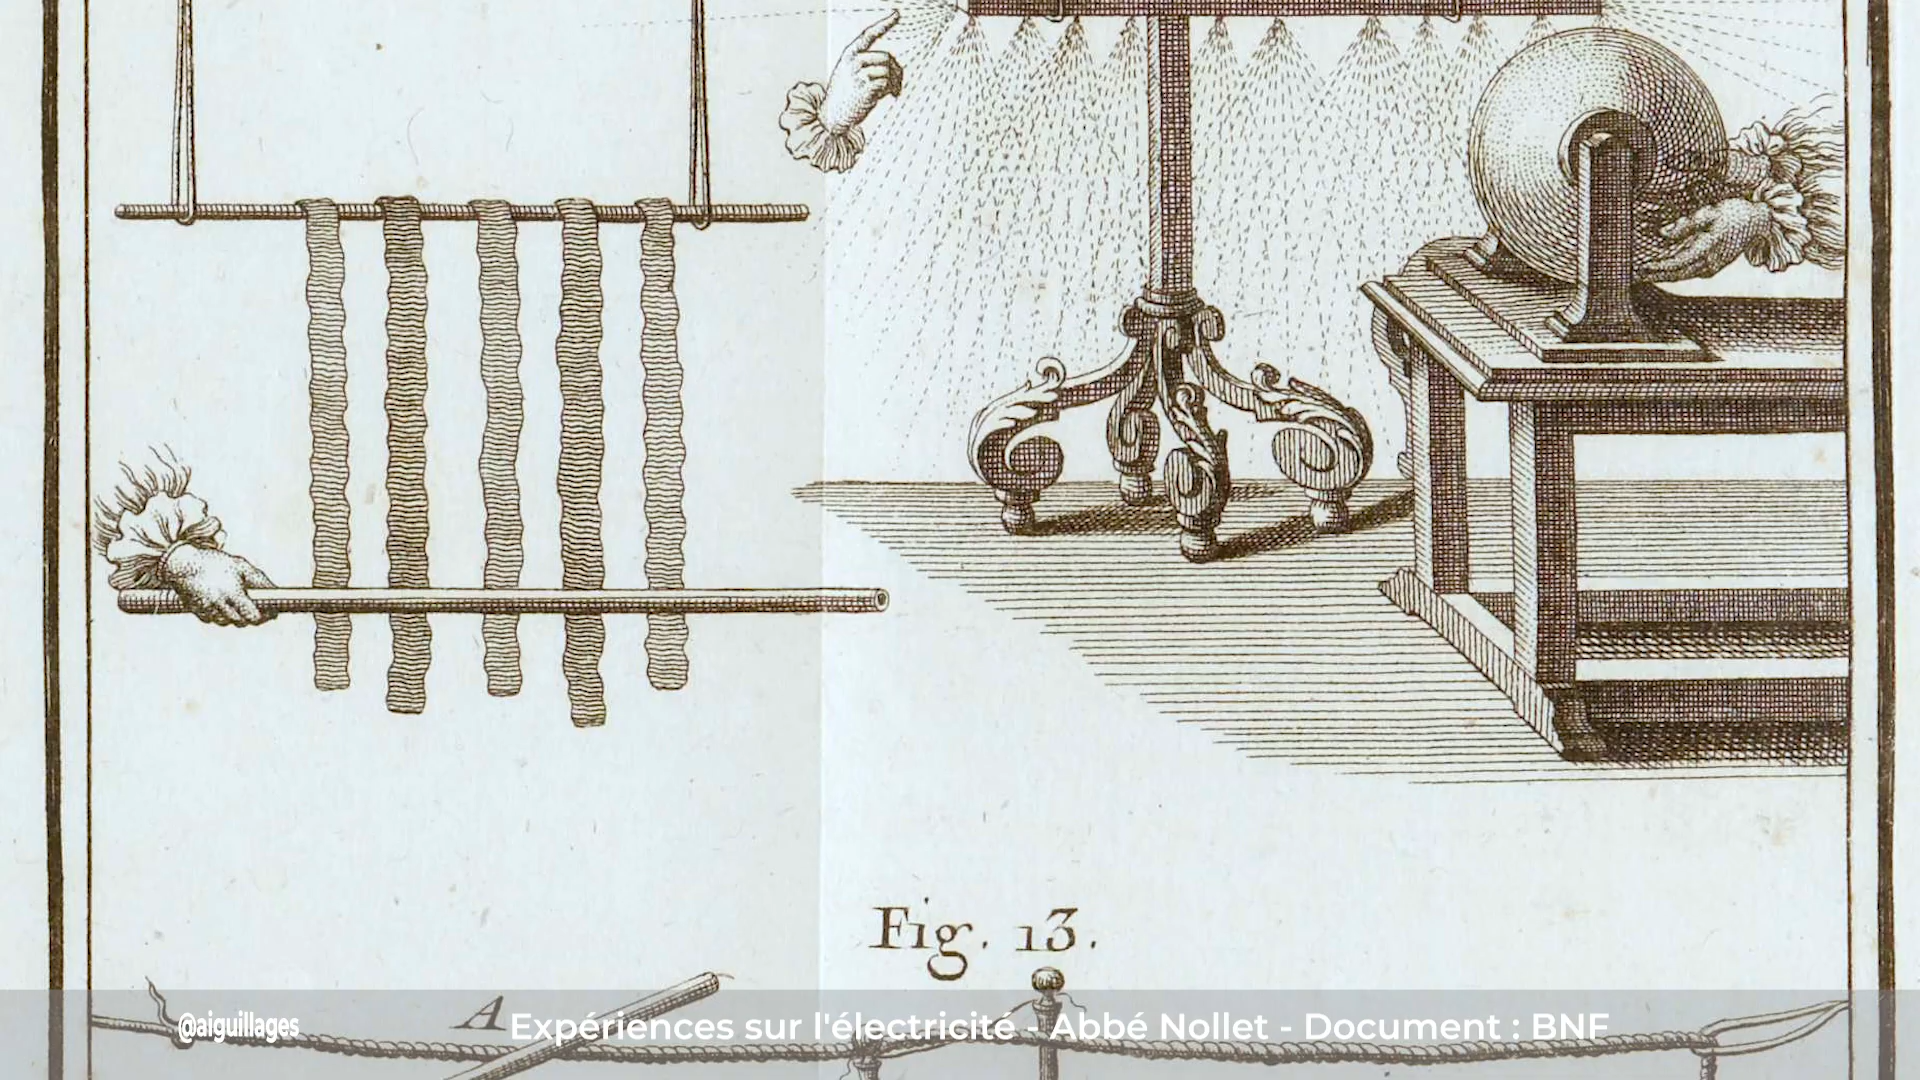 Fig. 13.
A
@aiguillages
Expériences sur l'électricité - Abbé Nollet - Document : BNF